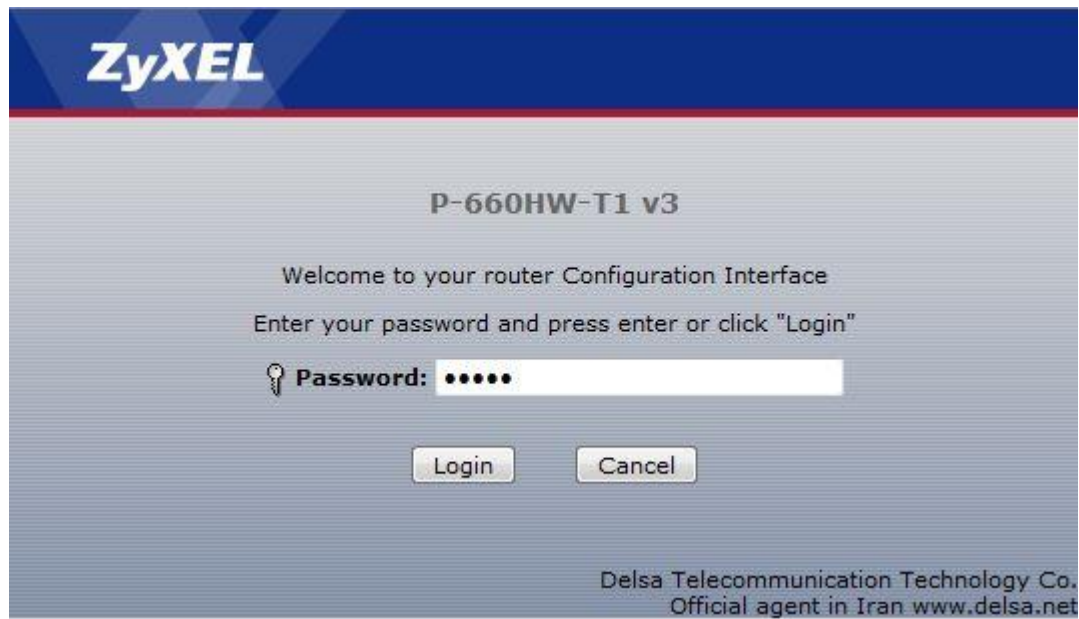 ZyXEL
P-660HW-T1 v3
Welcome to your router Configuration Interface
Enter your password and press enter or click "Login"
Password: •••••
Login Cancel
Delsa Telecommunication Technology Co.
Official agent in Iran www.delsa.net